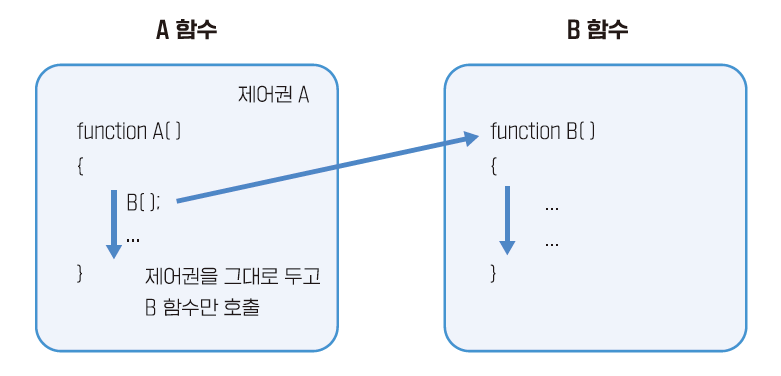 A 함수
제어권 A
function A( )
{
B( );
...
}
제어권을 그대로 두고
B 함수만 호출
B 함수
function B( )
{
...
...
}